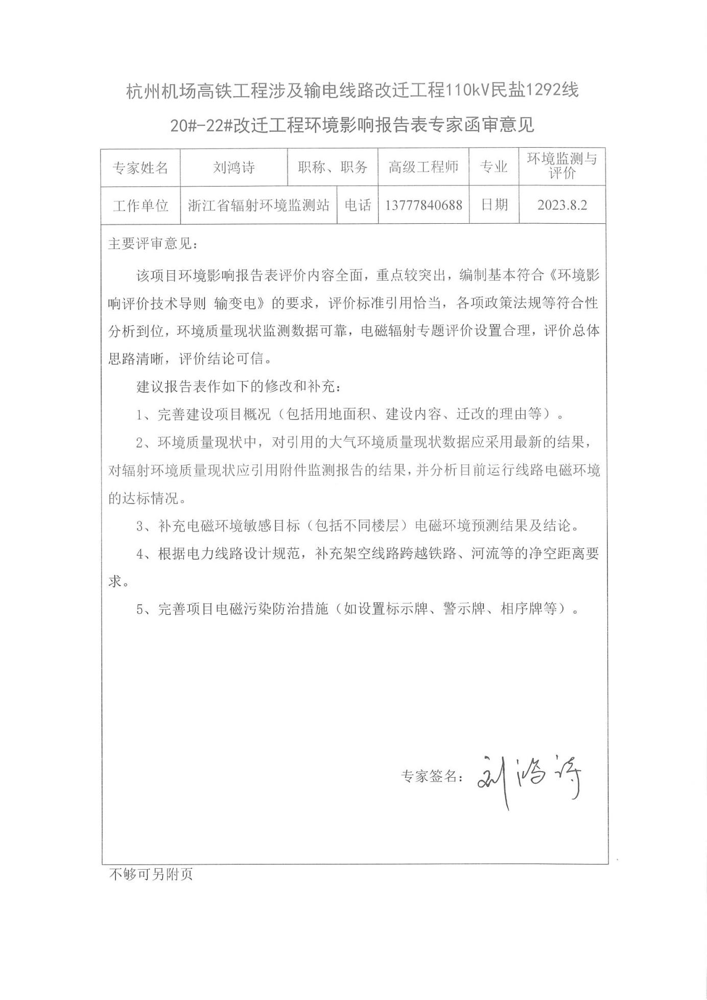 杭州机场高铁工程涉及输电线路改迁工程110kV民盐1292线
20#-22#改迁工程环境影响报告表专家函审意见
专家姓名 刘鸿诗 职称、职务 高级工程师 专业 环境监测与
评价
工作单位 浙江省辐射环境监测站 电话 13777840688 日期 2023.8.2
主要评审意见：
该项目环境影响报告表评价内容全面，重点较突出，编制基本符合《环境影
响评价技术导则 输变电》的要求，评价标准引用恰当，各项政策法规等符合性
分析到位，环境质量现状监测数据可靠，电磁辐射专题评价设置合理，评价总体
思路清晰，评价结论可信。
建议报告表作如下的修改和补充：
1、完善建设项目概况（包括用地面积、建设内容、迁改的理由等）。
2、环境质量现状中，对引用的大气环境质量现状数据应采用最新的结果，
对辐射环境质量现状应引用附件监测报告的结果，并分析目前运行线路电磁环境
的达标情况。
3、补充电磁环境敏感目标（包括不同楼层）电磁环境预测结果及结论。
4、根据电力线路设计规范，补充架空线路跨越铁路、河流等的净空距离要
求。
5、完善项目电磁污染防治措施（如设置标示牌、警示牌、相序牌等）。
专家签名：刘鸿诗
不够可另附页